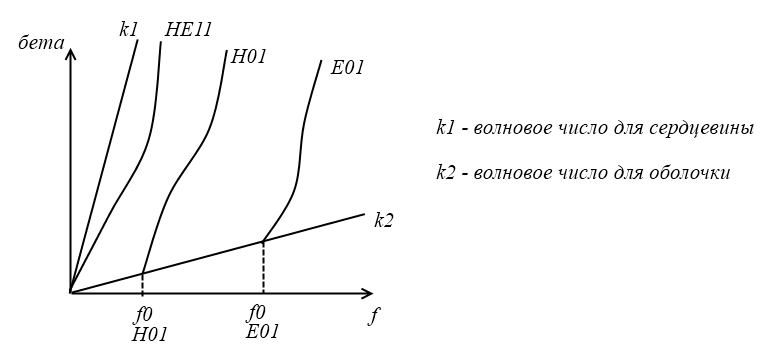 бета
k1
HE11
H01
E01
k1 - волновое число для сердцевины
k2 - волновое число для оболочки
k2
f0
H01
f0
E01
f